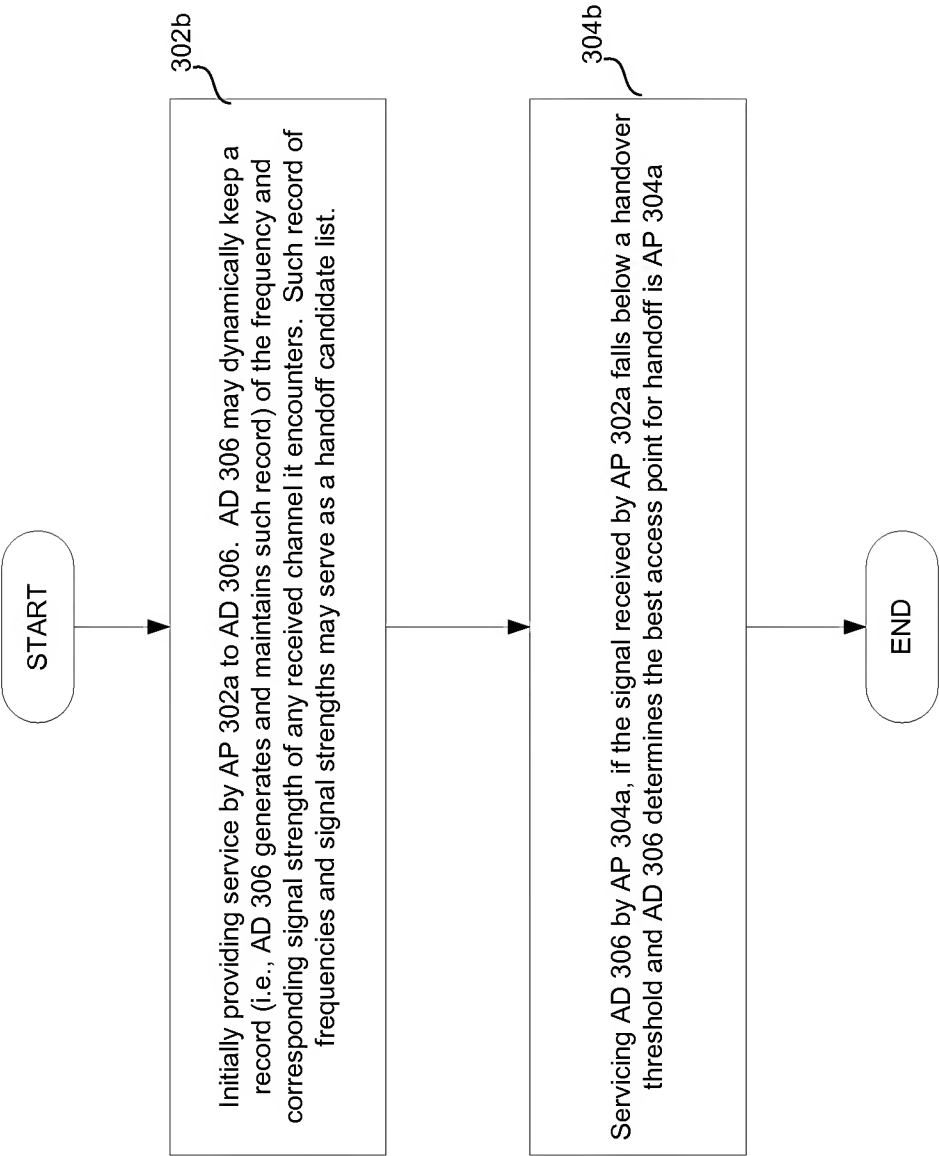 START
302b
Initially providing service by AP 302a to AD 306.  AD 306 may dynamically keep a
record (i.e., AD 306 generates and maintains such record) of the frequency and
corresponding signal strength of any received channel it encounters.  Such record of
frequencies and signal strengths may serve as a handoff candidate list.
304b
Servicing AD 306 by AP 304a, if the signal received by AP 302a falls below a handover
threshold and AD 306 determines the best access point for handoff is AP 304a
END